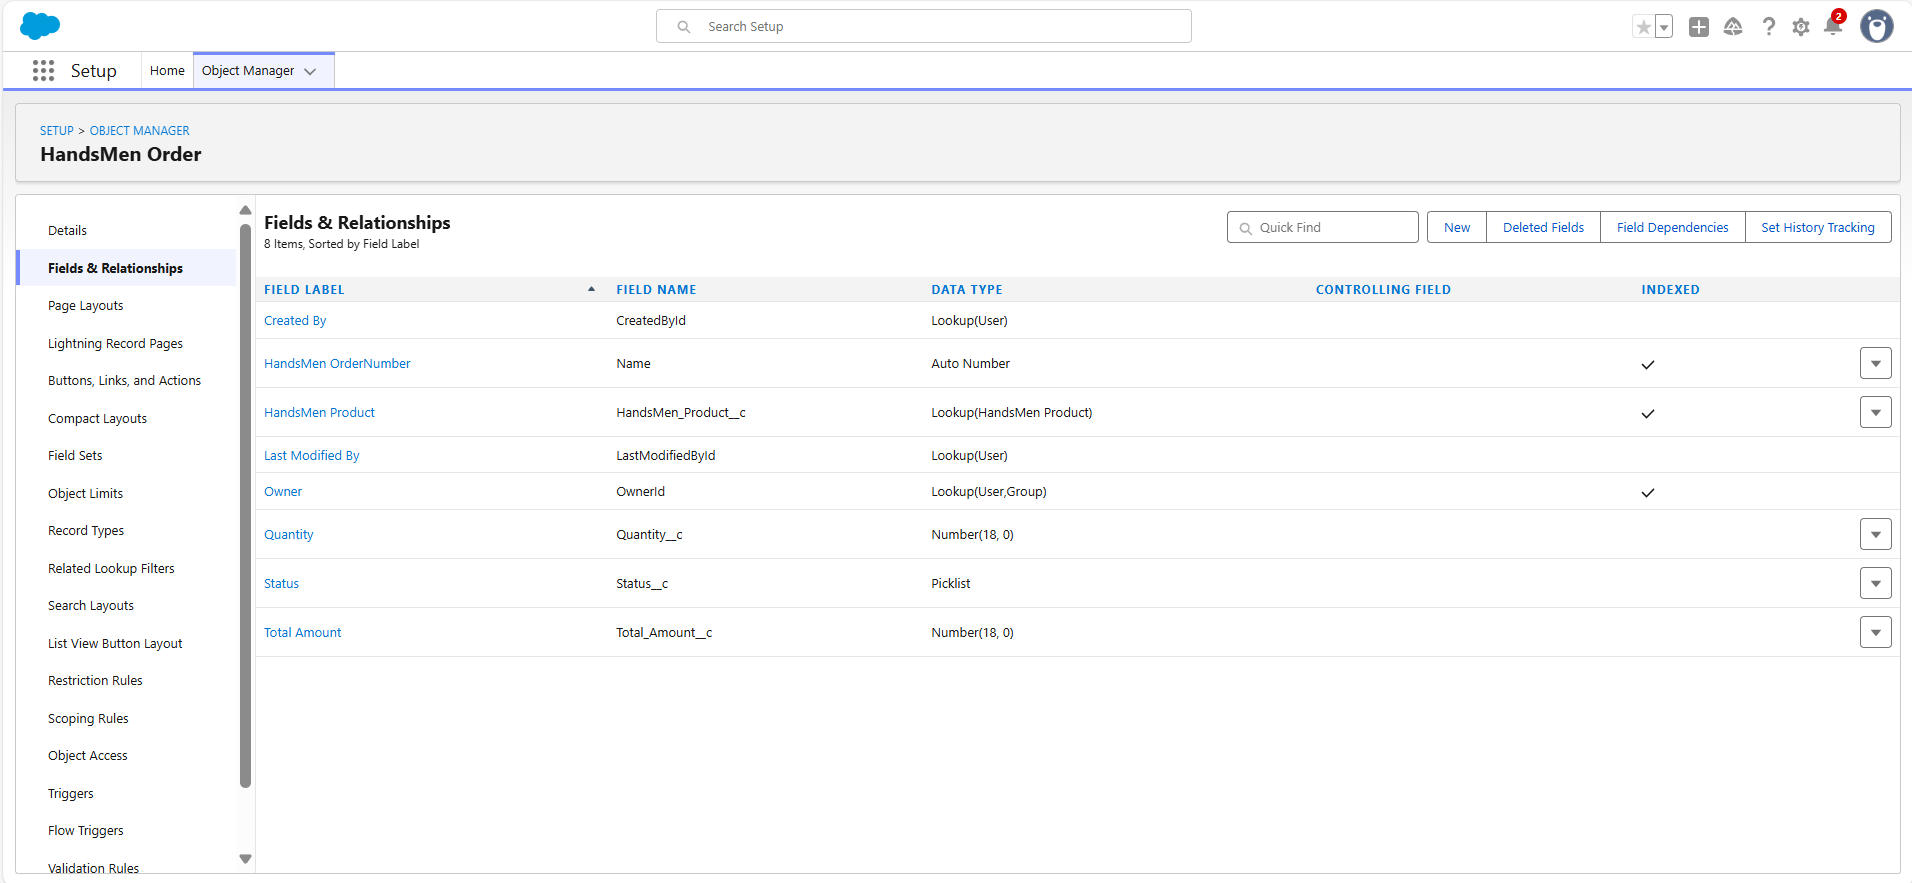 Search Setup
2
Setup
Home
Object Manager
SETUP > OBJECT MANAGER
HandsMen Order
Details
Fields & Relationships
Page Layouts
Lightning Record Pages
Buttons, Links, and Actions
Compact Layouts
Field Sets
Object Limits
Record Types
Related Lookup Filters
Search Layouts
List View Button Layout
Restriction Rules
Scoping Rules
Object Access
Triggers
Flow Triggers
Validation Rules
Fields & Relationships
8 Items, Sorted by Field Label
Quick Find
New
Deleted Fields
Field Dependencies
Set History Tracking
FIELD LABEL FIELD NAME DATA TYPE CONTROLLING FIELD INDEXED
Created By CreatedById Lookup(User)
HandsMen OrderNumber Name Auto Number
HandsMen Product HandsMen_Product__c Lookup(HandsMen Product)
Last Modified By LastModifiedById Lookup(User)
Owner OwnerId Lookup(User,Group)
Quantity Quantity__c Number(18, 0)
Status Status__c Picklist
Total Amount Total_Amount__c Number(18, 0)